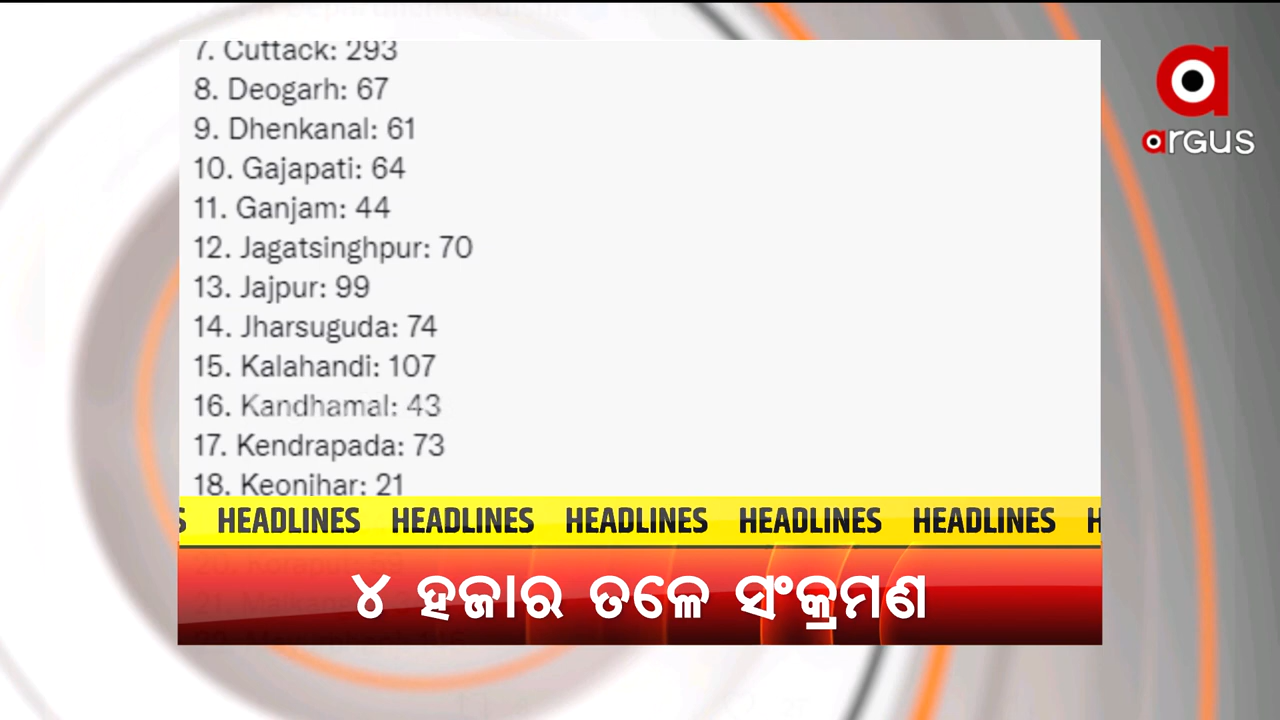 7. Cuttack: 293
8. Deogarh: 67
9. Dhenkanal: 61
10. Gajapati: 64
11. Ganjam: 44
12. Jagatsinghpur: 70
13. Jajpur: 99
14. Jharsuguda: 74
15. Kalahandi: 107
16. Kandhamal: 43
17. Kendrapada: 73
18. Keonjhar: 21
argus
HEADLINES HEADLINES HEADLINES HEADLINES HEADLINES
୪ ହଜାର ତଳେ ସଂକ୍ରମଣ